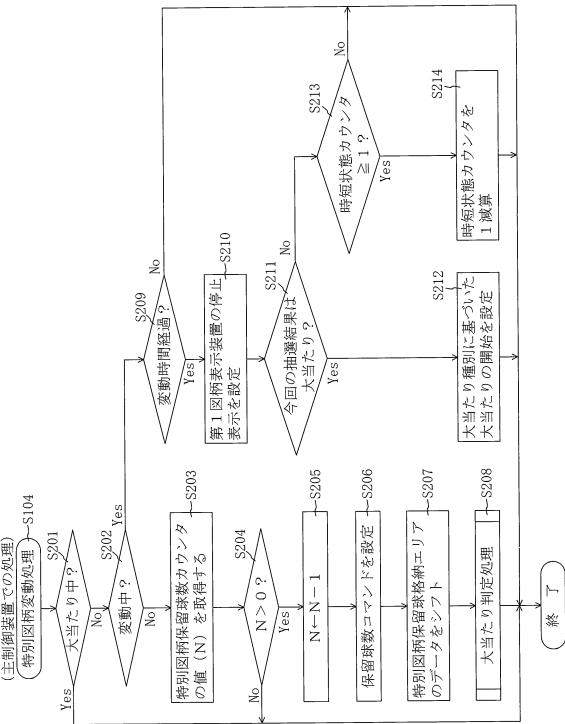 (主制御装置での処理)
特別図柄変動処理
S104
大当たり中？
S201
Yes
No
変動中？
S202
Yes
No
特別図柄保留球数カウンタ
の値（N）を取得する
S203
N＞0？
S204
No
Yes
N←N－1
S205
保留球数コマンドを設定
S206
特別図柄保留球格納エリア
のデータをシフト
S207
大当たり判定処理
S208
変動時間経過？
S209
No
Yes
第１図柄表示装置の停止
表示を設定
S210
今回の抽選結果は
大当たり？
S211
No
Yes
大当たり種別に基づいた
大当たりの開始を設定
S212
時短状態カウンタ
≧１？
S213
No
Yes
時短状態カウンタを
１減算
S214
終　了